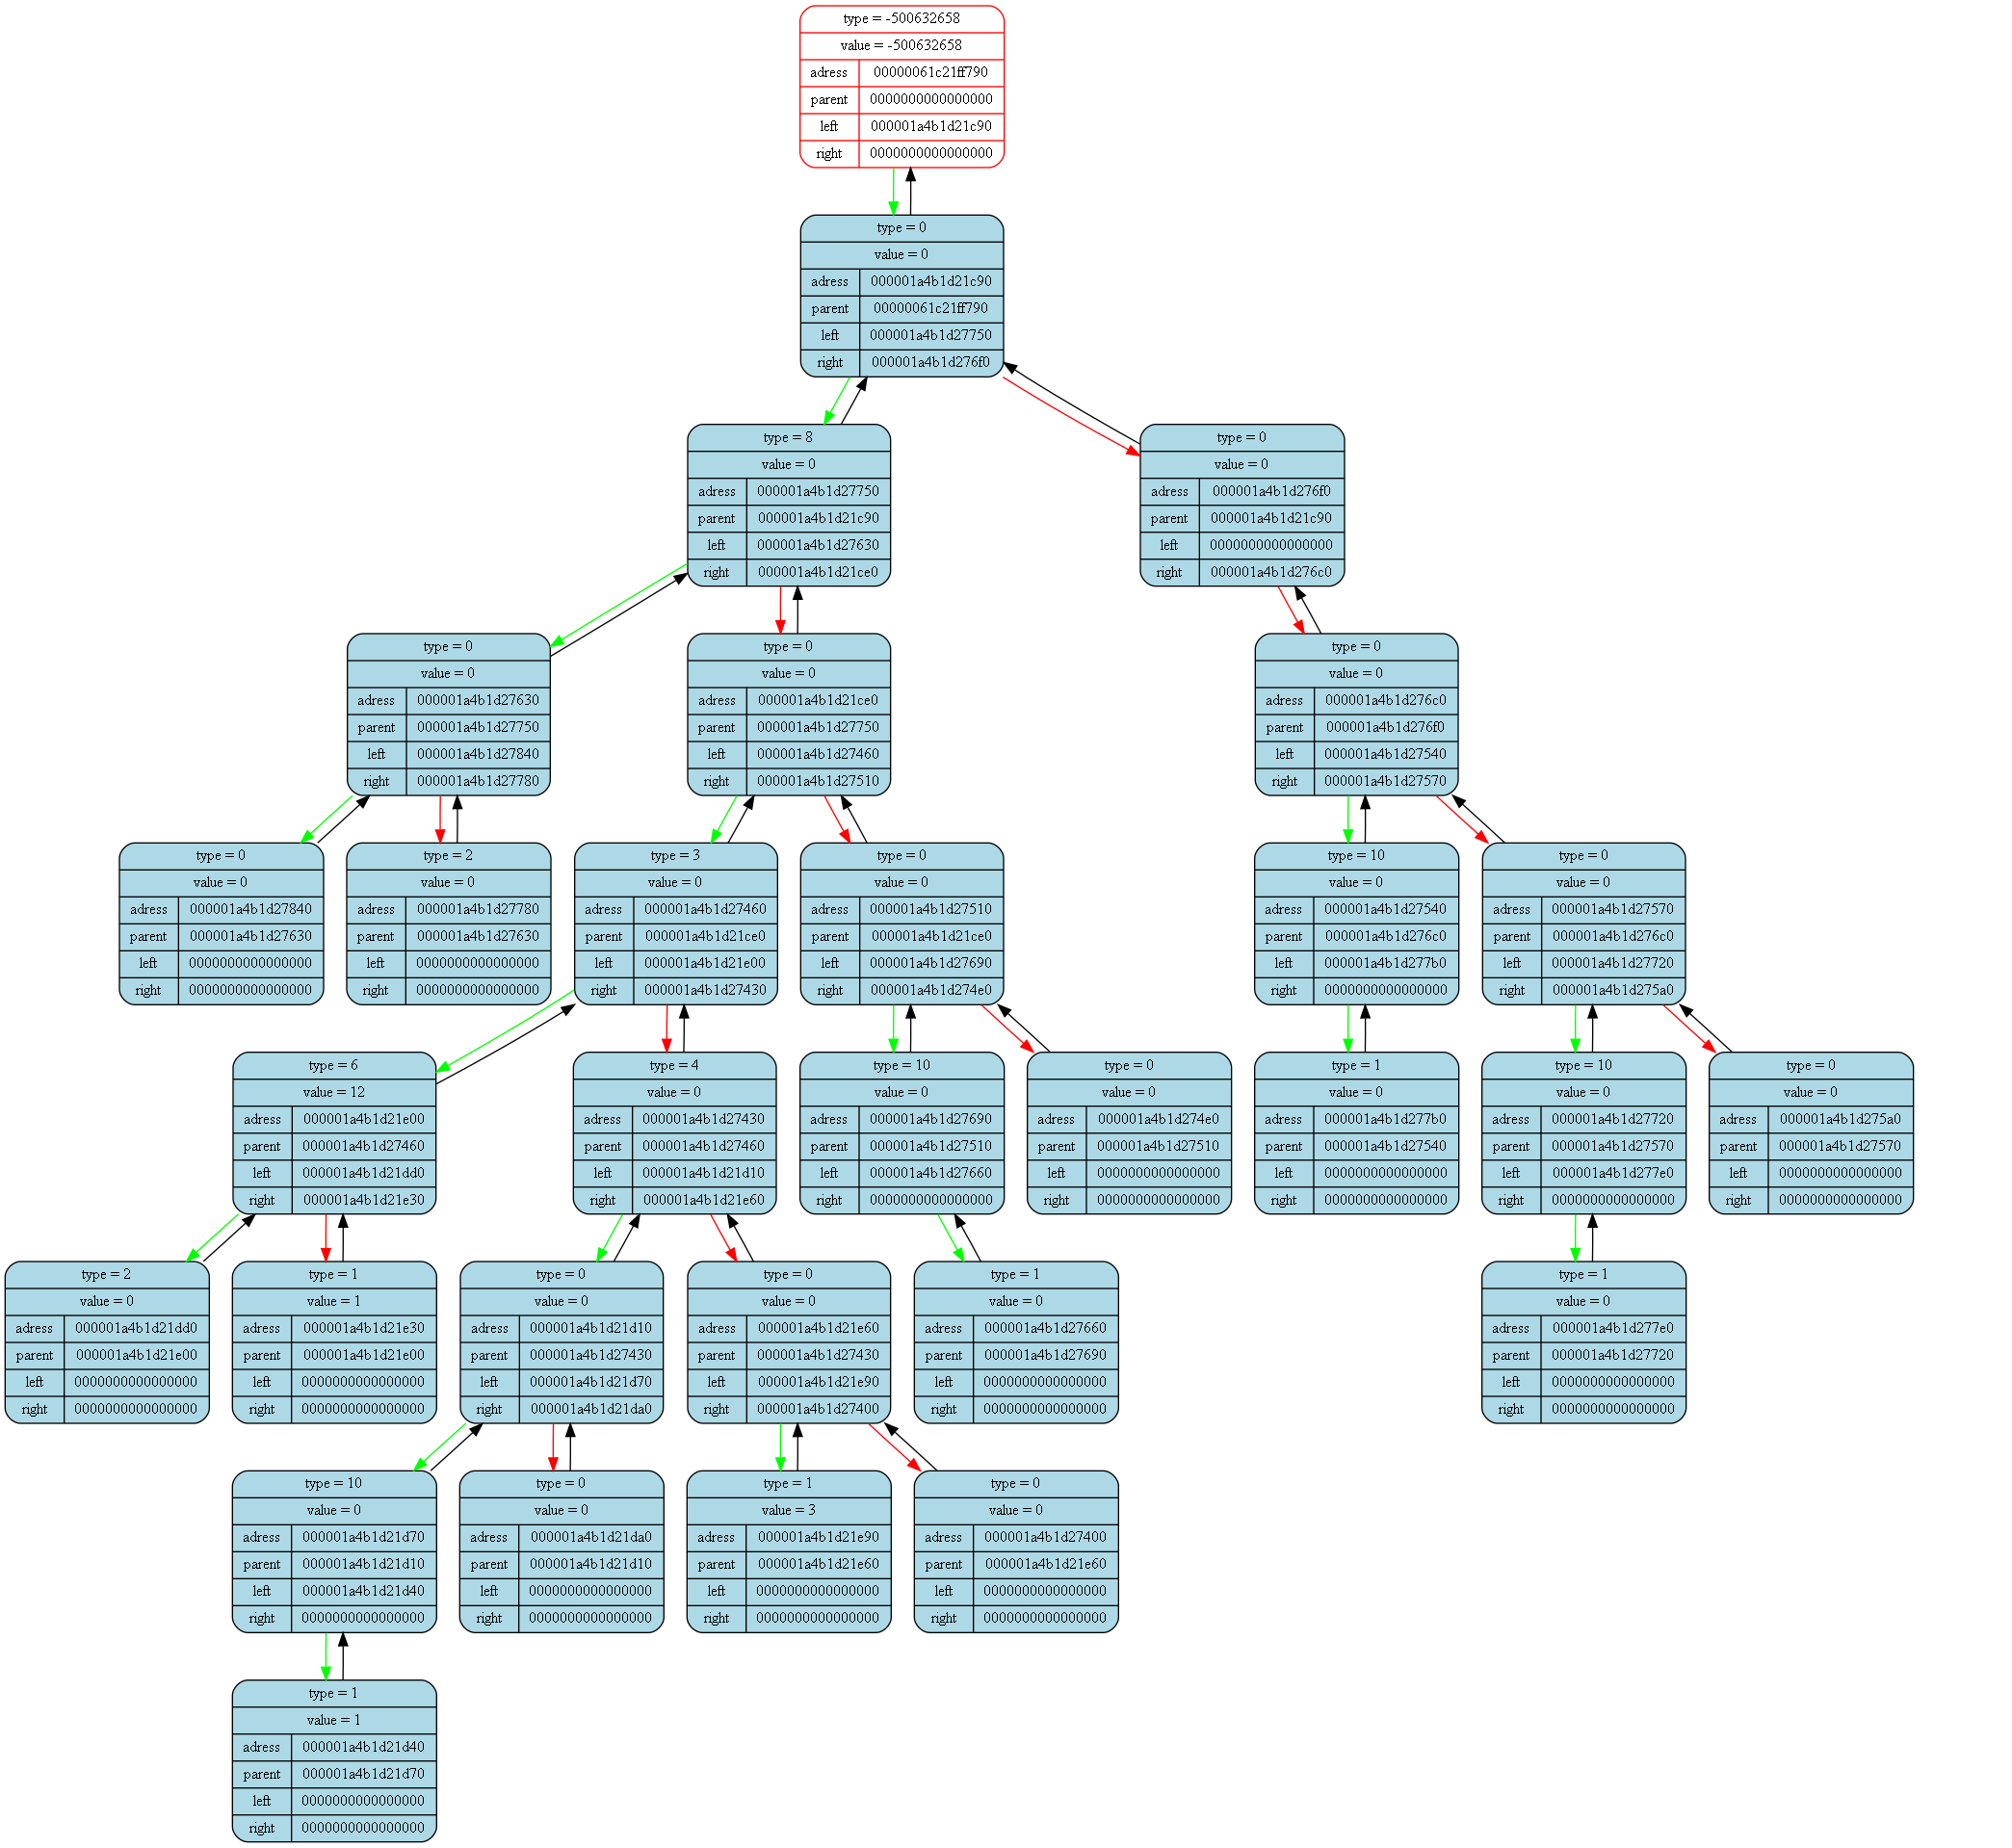 type = -500632658
value = -500632658
adress 00000061c21ff790
parent 0000000000000000
left 000001a4b1d21c90
right 0000000000000000
type = 0
value = 0
adress 000001a4b1d21c90
parent 00000061c21ff790
left 000001a4b1d27750
right 000001a4b1d276f0
type = 8
value = 0
adress 000001a4b1d27750
parent 000001a4b1d21c90
left 000001a4b1d27630
right 000001a4b1d21ce0
type = 0
value = 0
adress 000001a4b1d276f0
parent 000001a4b1d21c90
left 0000000000000000
right 000001a4b1d276c0
type = 0
value = 0
adress 000001a4b1d27630
parent 000001a4b1d27750
left 000001a4b1d27840
right 000001a4b1d27780
type = 0
value = 0
adress 000001a4b1d21ce0
parent 000001a4b1d27750
left 000001a4b1d27460
right 000001a4b1d27510
type = 0
value = 0
adress 000001a4b1d276c0
parent 000001a4b1d276f0
left 000001a4b1d27540
right 000001a4b1d27570
type = 0
value = 0
adress 000001a4b1d27840
parent 000001a4b1d27630
left 0000000000000000
right 0000000000000000
type = 2
value = 0
adress 000001a4b1d27780
parent 000001a4b1d27630
left 0000000000000000
right 0000000000000000
type = 3
value = 0
adress 000001a4b1d27460
parent 000001a4b1d21ce0
left 000001a4b1d21e00
right 000001a4b1d27430
type = 0
value = 0
adress 000001a4b1d27510
parent 000001a4b1d21ce0
left 000001a4b1d27690
right 000001a4b1d274e0
type = 10
value = 0
adress 000001a4b1d27540
parent 000001a4b1d276c0
left 000001a4b1d277b0
right 0000000000000000
type = 0
value = 0
adress 000001a4b1d27570
parent 000001a4b1d276c0
left 000001a4b1d27720
right 000001a4b1d275a0
type = 6
value = 12
adress 000001a4b1d21e00
parent 000001a4b1d27460
left 000001a4b1d21dd0
right 000001a4b1d21e30
type = 4
value = 0
adress 000001a4b1d27430
parent 000001a4b1d27460
left 000001a4b1d21d10
right 000001a4b1d21e60
type = 10
value = 0
adress 000001a4b1d27690
parent 000001a4b1d27510
left 000001a4b1d27660
right 0000000000000000
type = 0
value = 0
adress 000001a4b1d274e0
parent 000001a4b1d27510
left 0000000000000000
right 0000000000000000
type = 1
value = 0
adress 000001a4b1d277b0
parent 000001a4b1d27540
left 0000000000000000
right 0000000000000000
type = 10
value = 0
adress 000001a4b1d27720
parent 000001a4b1d27570
left 000001a4b1d277e0
right 0000000000000000
type = 0
value = 0
adress 000001a4b1d275a0
parent 000001a4b1d27570
left 0000000000000000
right 0000000000000000
type = 2
value = 0
adress 000001a4b1d21dd0
parent 000001a4b1d21e00
left 0000000000000000
right 0000000000000000
type = 1
value = 1
adress 000001a4b1d21e30
parent 000001a4b1d21e00
left 0000000000000000
right 0000000000000000
type = 0
value = 0
adress 000001a4b1d21d10
parent 000001a4b1d27430
left 000001a4b1d21d70
right 000001a4b1d21da0
type = 0
value = 0
adress 000001a4b1d21e60
parent 000001a4b1d27430
left 000001a4b1d21e90
right 000001a4b1d27400
type = 1
value = 0
adress 000001a4b1d27660
parent 000001a4b1d27690
left 0000000000000000
right 0000000000000000
type = 1
value = 0
adress 000001a4b1d277e0
parent 000001a4b1d27720
left 0000000000000000
right 0000000000000000
type = 10
value = 0
adress 000001a4b1d21d70
parent 000001a4b1d21d10
left 000001a4b1d21d40
right 0000000000000000
type = 0
value = 0
adress 000001a4b1d21da0
parent 000001a4b1d21d10
left 0000000000000000
right 0000000000000000
type = 1
value = 3
adress 000001a4b1d21e90
parent 000001a4b1d21e60
left 0000000000000000
right 0000000000000000
type = 0
value = 0
adress 000001a4b1d27400
parent 000001a4b1d21e60
left 0000000000000000
right 0000000000000000
type = 1
value = 1
adress 000001a4b1d21d40
parent 000001a4b1d21d70
left 0000000000000000
right 0000000000000000